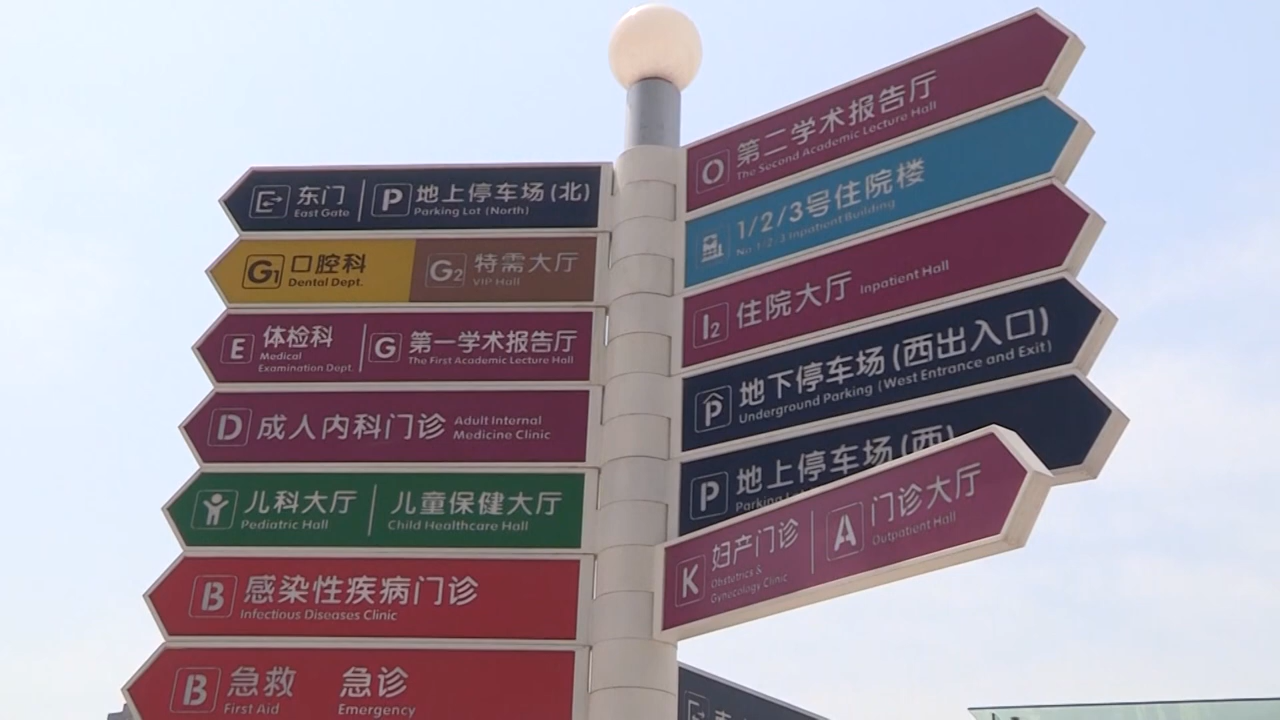 东门 P 地上停车场(北)
East Gate Parking Lot (North)
G1 口腔科 G2 特需大厅
Dental Dept. VIP Hall
E 体检科 G 第一学术报告厅
Medical The First Academic Lecture Hall
Examination Dept.
D 成人内科门诊 Adult Internal
Medicine Clinic
儿科大厅 儿童保健大厅
Pediatric Hall Child Healthcare Hall
B 感染性疾病门诊
Infectious Diseases Clinic
B 急救 急诊
First Aid Emergency
O 第二学术报告厅
The Second Academic Lecture Hall
1/2/3号住院楼
No.1/2/3 Inpatient Building
I2 住院大厅 Inpatient Hall
P 地下停车场(西出入口)
Underground Parking (West Entrance and Exit)
P 地上停车场(西)
Parking
K 妇产门诊 A 门诊大厅
Obstetrics & Outpatient Hall
Gynecology Clinic